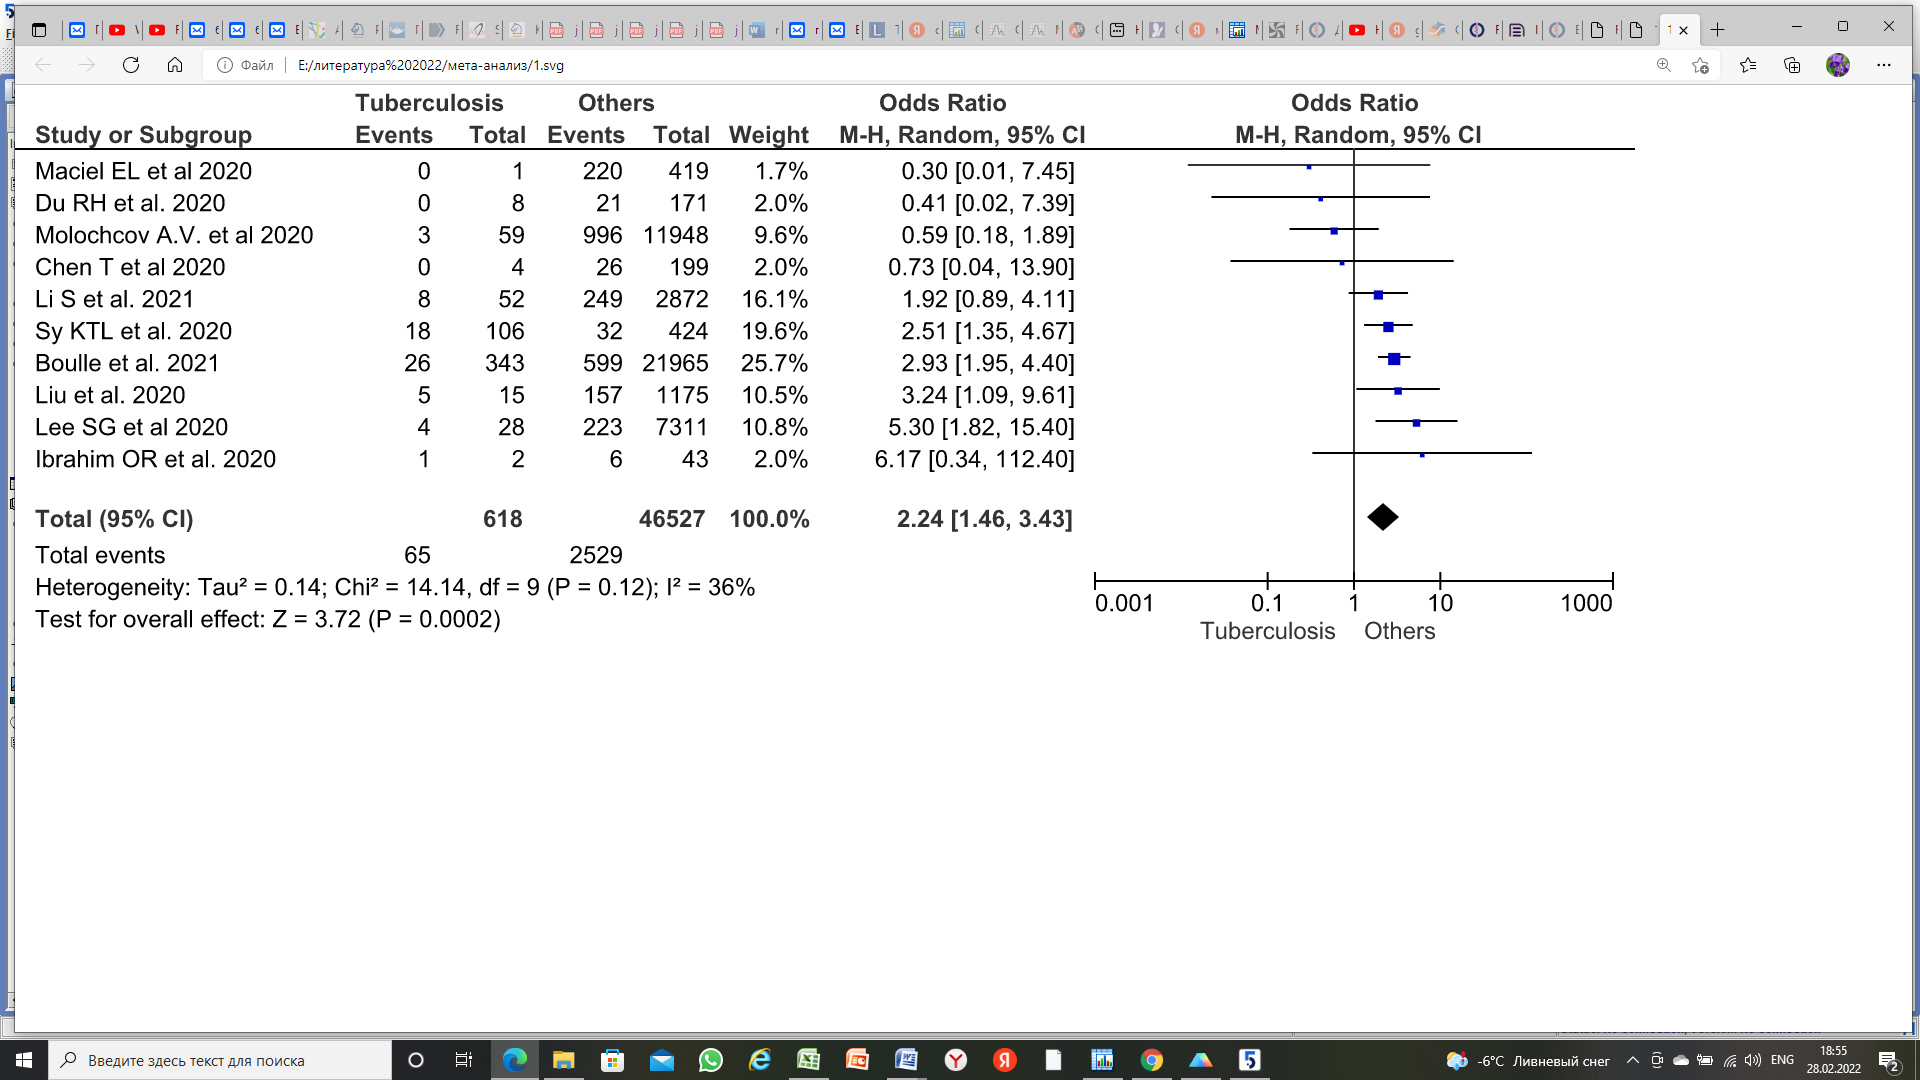 Файл E:/литература%202022/мета-анализ/1.svg
Tuberculosis Others Odds Ratio Odds Ratio
Study or Subgroup Events Total Events Total Weight M-H, Random, 95% CI M-H, Random, 95% CI
Maciel EL et al 2020 0 1 220 419 1.7% 0.30 [0.01, 7.45]
Du RH et al. 2020 0 8 21 171 2.0% 0.41 [0.02, 7.39]
Molochcov A.V. et al 2020 3 59 996 11948 9.6% 0.59 [0.18, 1.89]
Chen T et al 2020 0 4 26 199 2.0% 0.73 [0.04, 13.90]
Li S et al. 2021 8 52 249 2872 16.1% 1.92 [0.89, 4.11]
Sy KTL et al. 2020 18 106 32 424 19.6% 2.51 [1.35, 4.67]
Boulle et al. 2021 26 343 599 21965 25.7% 2.93 [1.95, 4.40]
Liu et al. 2020 5 15 157 1175 10.5% 3.24 [1.09, 9.61]
Lee SG et al 2020 4 28 223 7311 10.8% 5.30 [1.82, 15.40]
Ibrahim OR et al. 2020 1 2 6 43 2.0% 6.17 [0.34, 112.40]
Total (95% CI) 618 46527 100.0% 2.24 [1.46, 3.43]
Total events 65 2529
Heterogeneity: Tau² = 0.14; Chi² = 14.14, df = 9 (P = 0.12); I² = 36%
Test for overall effect: Z = 3.72 (P = 0.0002)
0.001 0.1 1 10 1000
Tuberculosis Others
Введите здесь текст для поиска
-6°C Ливневый снег
ENG
18:55
28.02.2022
2